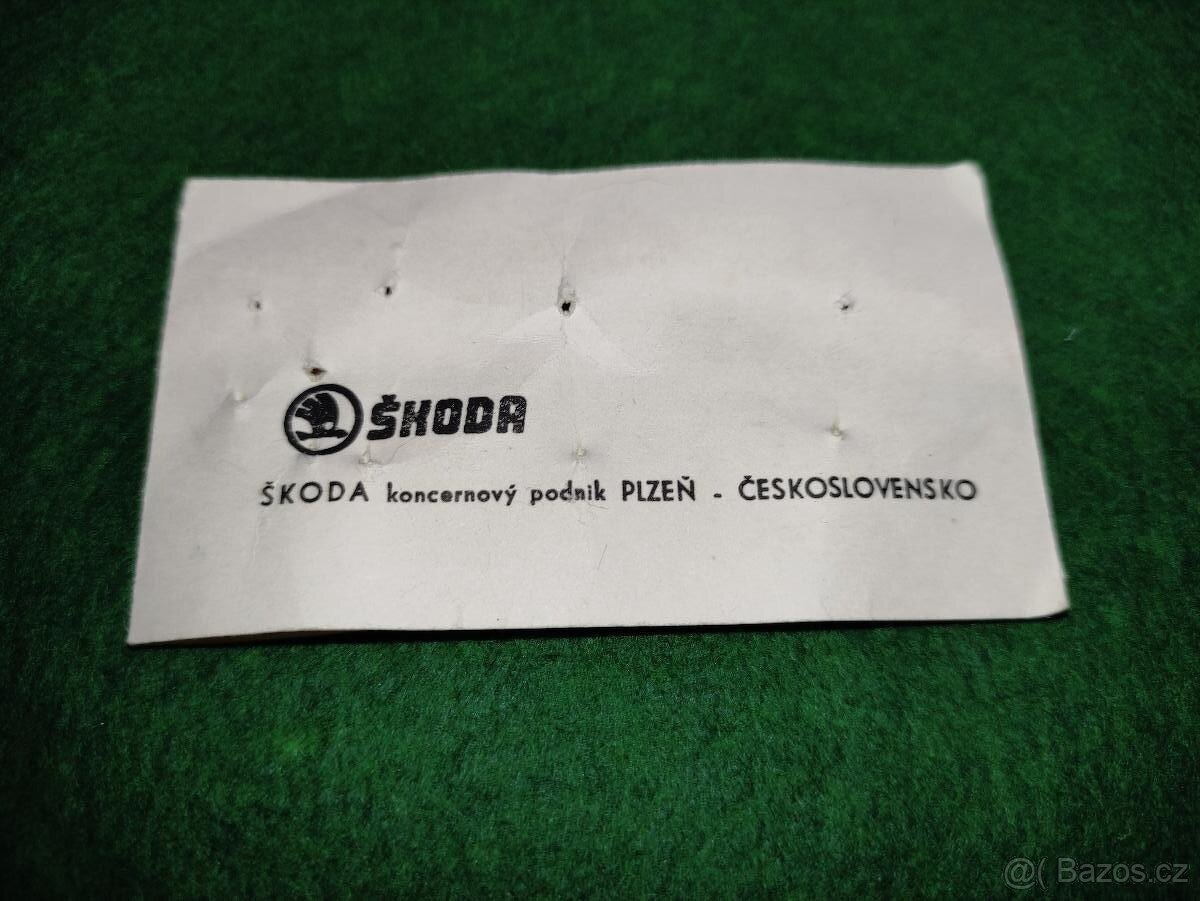 ŠKODA
ŠKODA koncernový podnik PLZEŇ - ČESKOSLOVENSKO
@( Bazos.cz